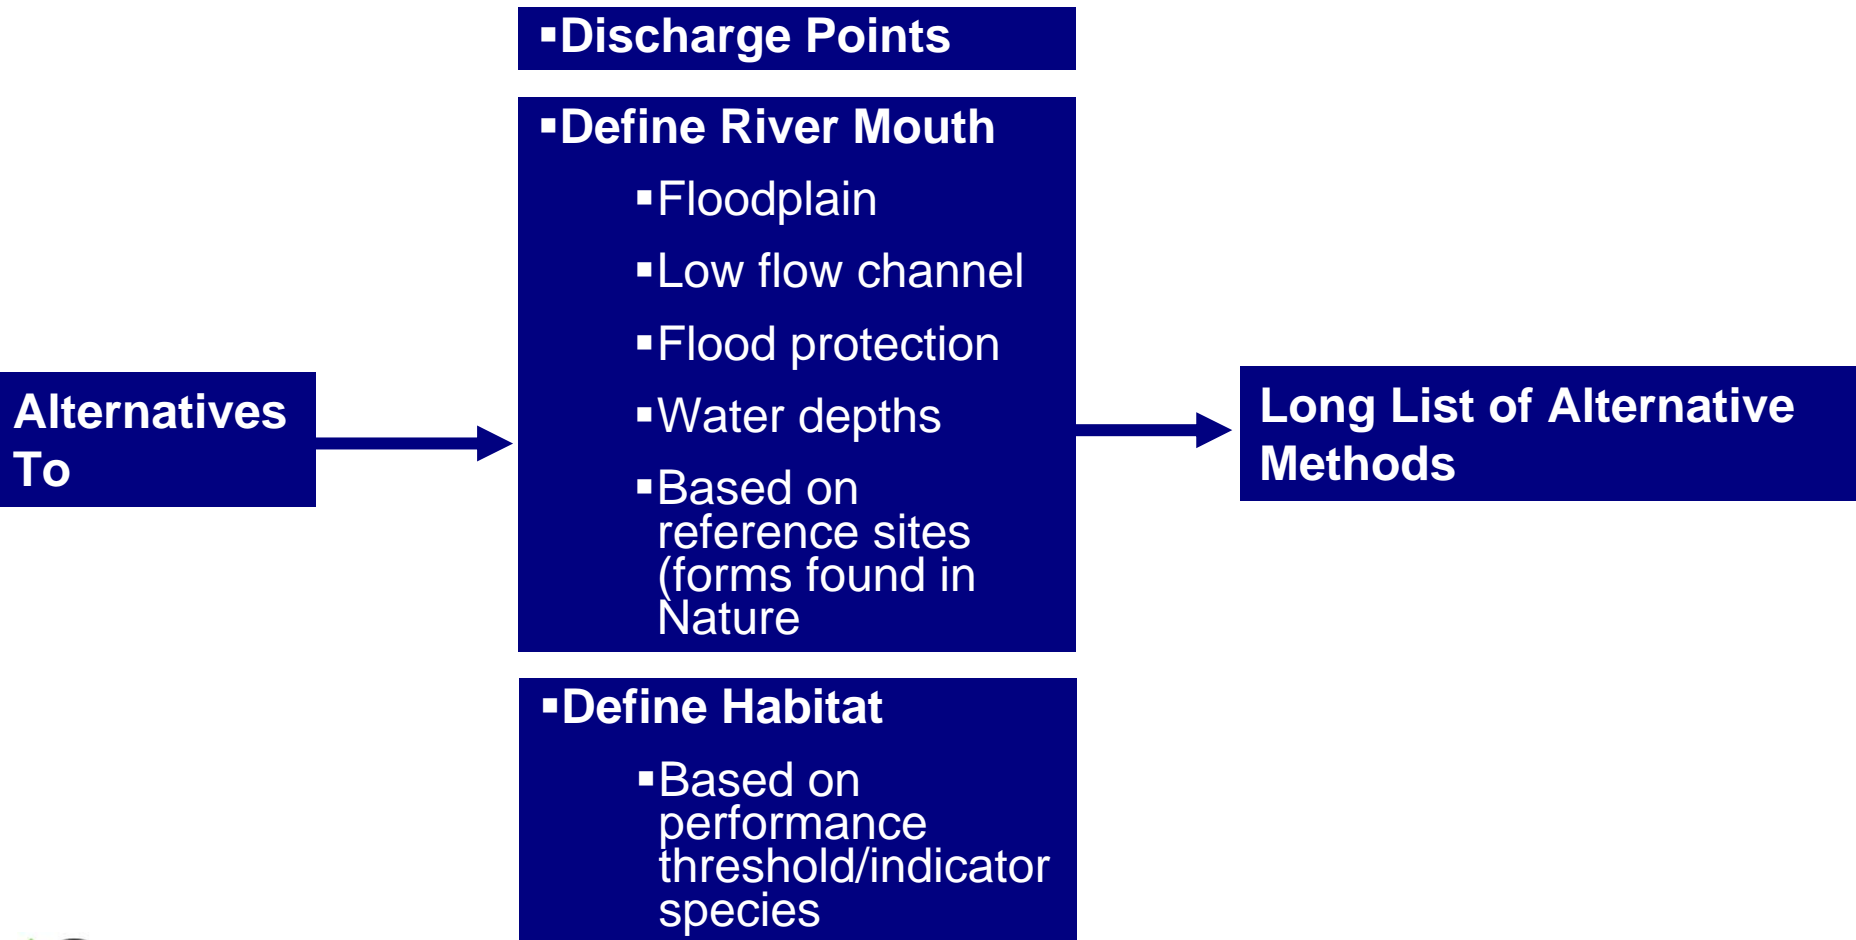 ▪Discharge Points
▪Define River Mouth
▪Floodplain
▪Low flow channel
▪Flood protection
▪Water depths
▪Based on
reference sites
(forms found in
Nature
▪Define Habitat
▪Based on
performance
threshold/indicator
species
Alternatives
To
Long List of Alternative
Methods